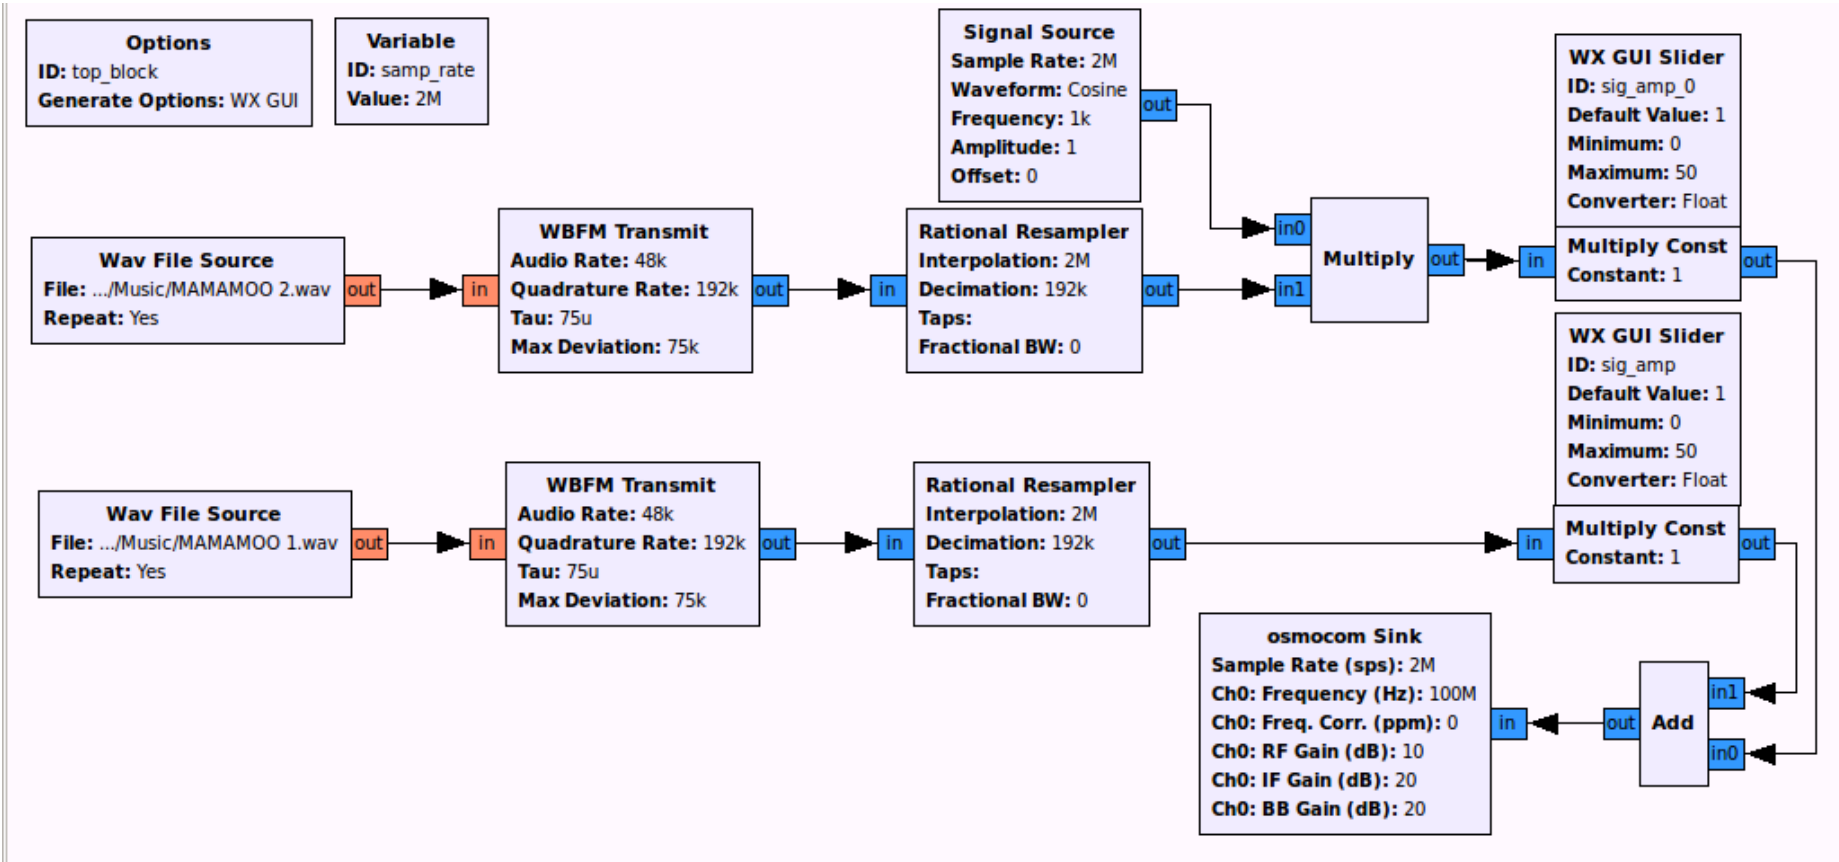 Options
ID: top_block
Generate Options: WX GUI
Variable
ID: samp_rate
Value: 2M
Signal Source
Sample Rate: 2M
Waveform: Cosine
Frequency: 1k
Amplitude: 1
Offset: 0
out
WX GUI Slider
ID: sig_amp_0
Default Value: 1
Minimum: 0
Maximum: 50
Converter: Float
Wav File Source
File: .../Music/MAMAMOO 2.wav
Repeat: Yes
out
in
WBFM Transmit
Audio Rate: 48k
Quadrature Rate: 192k
Tau: 75u
Max Deviation: 75k
out
in
Rational Resampler
Interpolation: 2M
Decimation: 192k
Taps:
Fractional BW: 0
out
in0
in1
Multiply
out
in
Multiply Const
Constant: 1
out
WX GUI Slider
ID: sig_amp
Default Value: 1
Minimum: 0
Maximum: 50
Converter: Float
Wav File Source
File: .../Music/MAMAMOO 1.wav
Repeat: Yes
out
in
WBFM Transmit
Audio Rate: 48k
Quadrature Rate: 192k
Tau: 75u
Max Deviation: 75k
out
in
Rational Resampler
Interpolation: 2M
Decimation: 192k
Taps:
Fractional BW: 0
out
in
Multiply Const
Constant: 1
out
osmocom Sink
Sample Rate (sps): 2M
Ch0: Frequency (Hz): 100M
Ch0: Freq. Corr. (ppm): 0
Ch0: RF Gain (dB): 10
Ch0: IF Gain (dB): 20
Ch0: BB Gain (dB): 20
in
out
Add
in1
in0